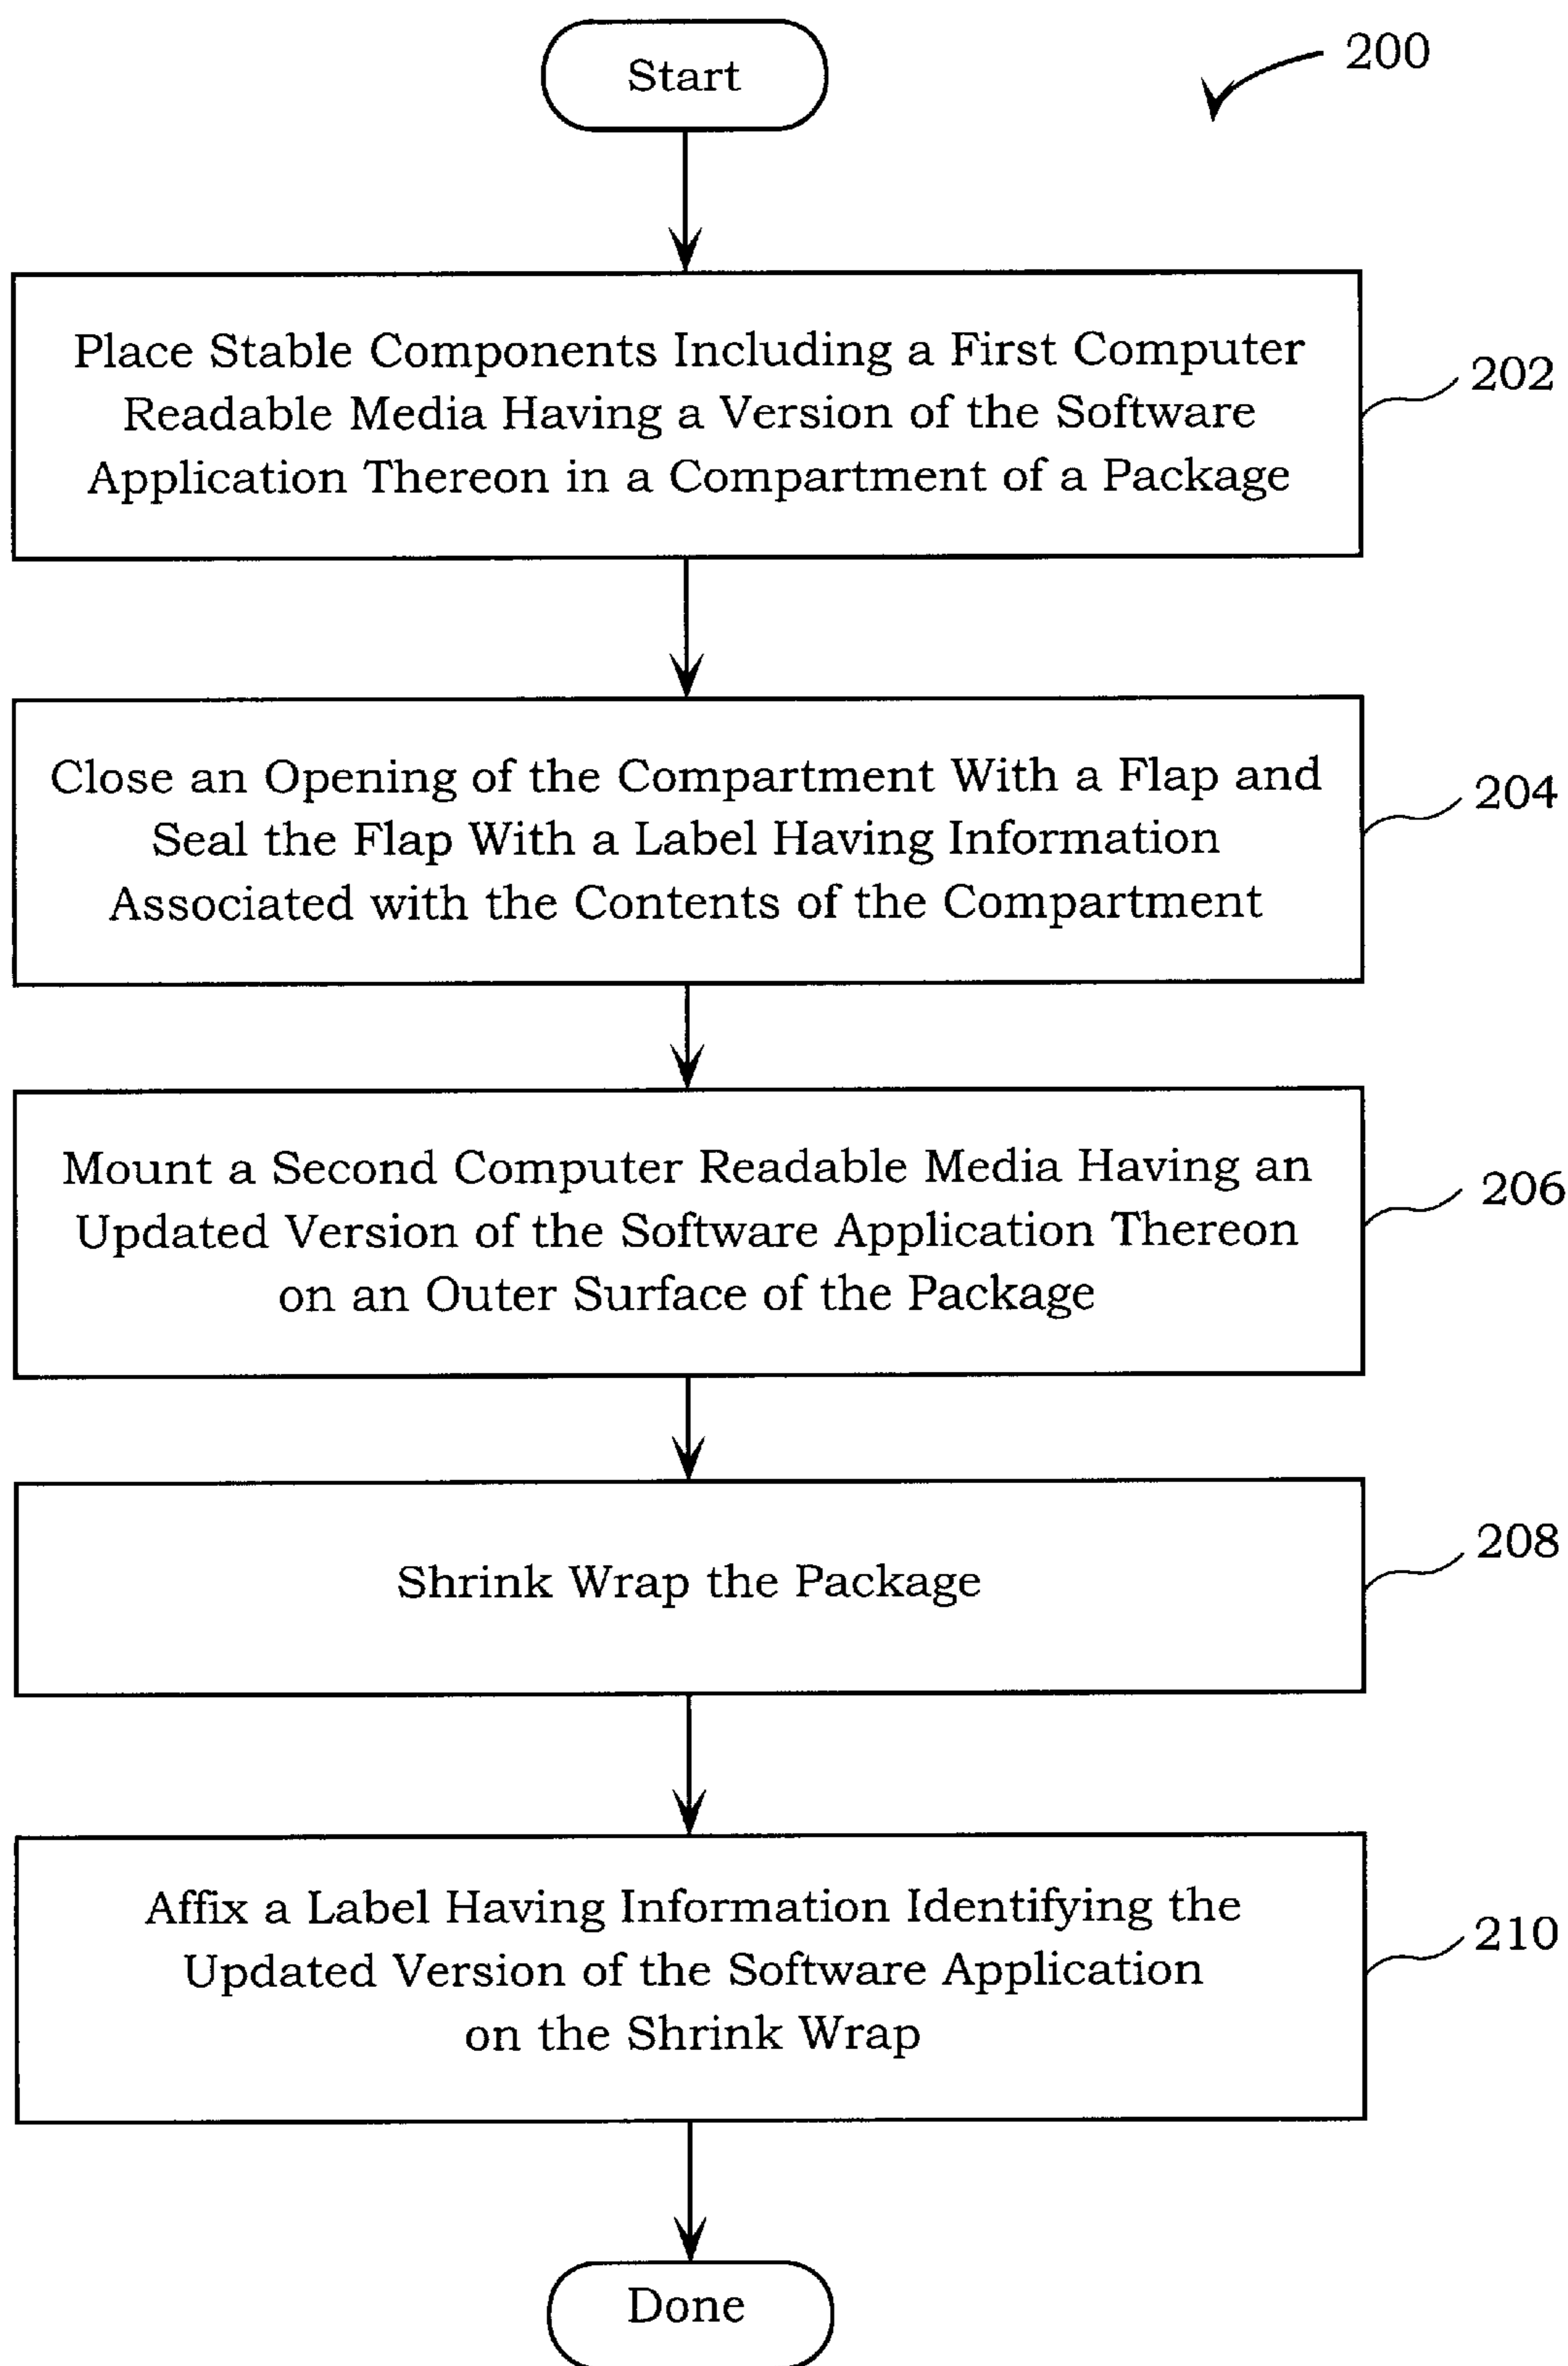 Start
200
Place Stable Components Including a First Computer
Readable Media Having a Version of the Software
Application Thereon in a Compartment of a Package
202
Close an Opening of the Compartment With a Flap and
Seal the Flap With a Label Having Information
Associated with the Contents of the Compartment
204
Mount a Second Computer Readable Media Having an
Updated Version of the Software Application Thereon
on an Outer Surface of the Package
206
Shrink Wrap the Package
208
Affix a Label Having Information Identifying the
Updated Version of the Software Application
on the Shrink Wrap
210
Done